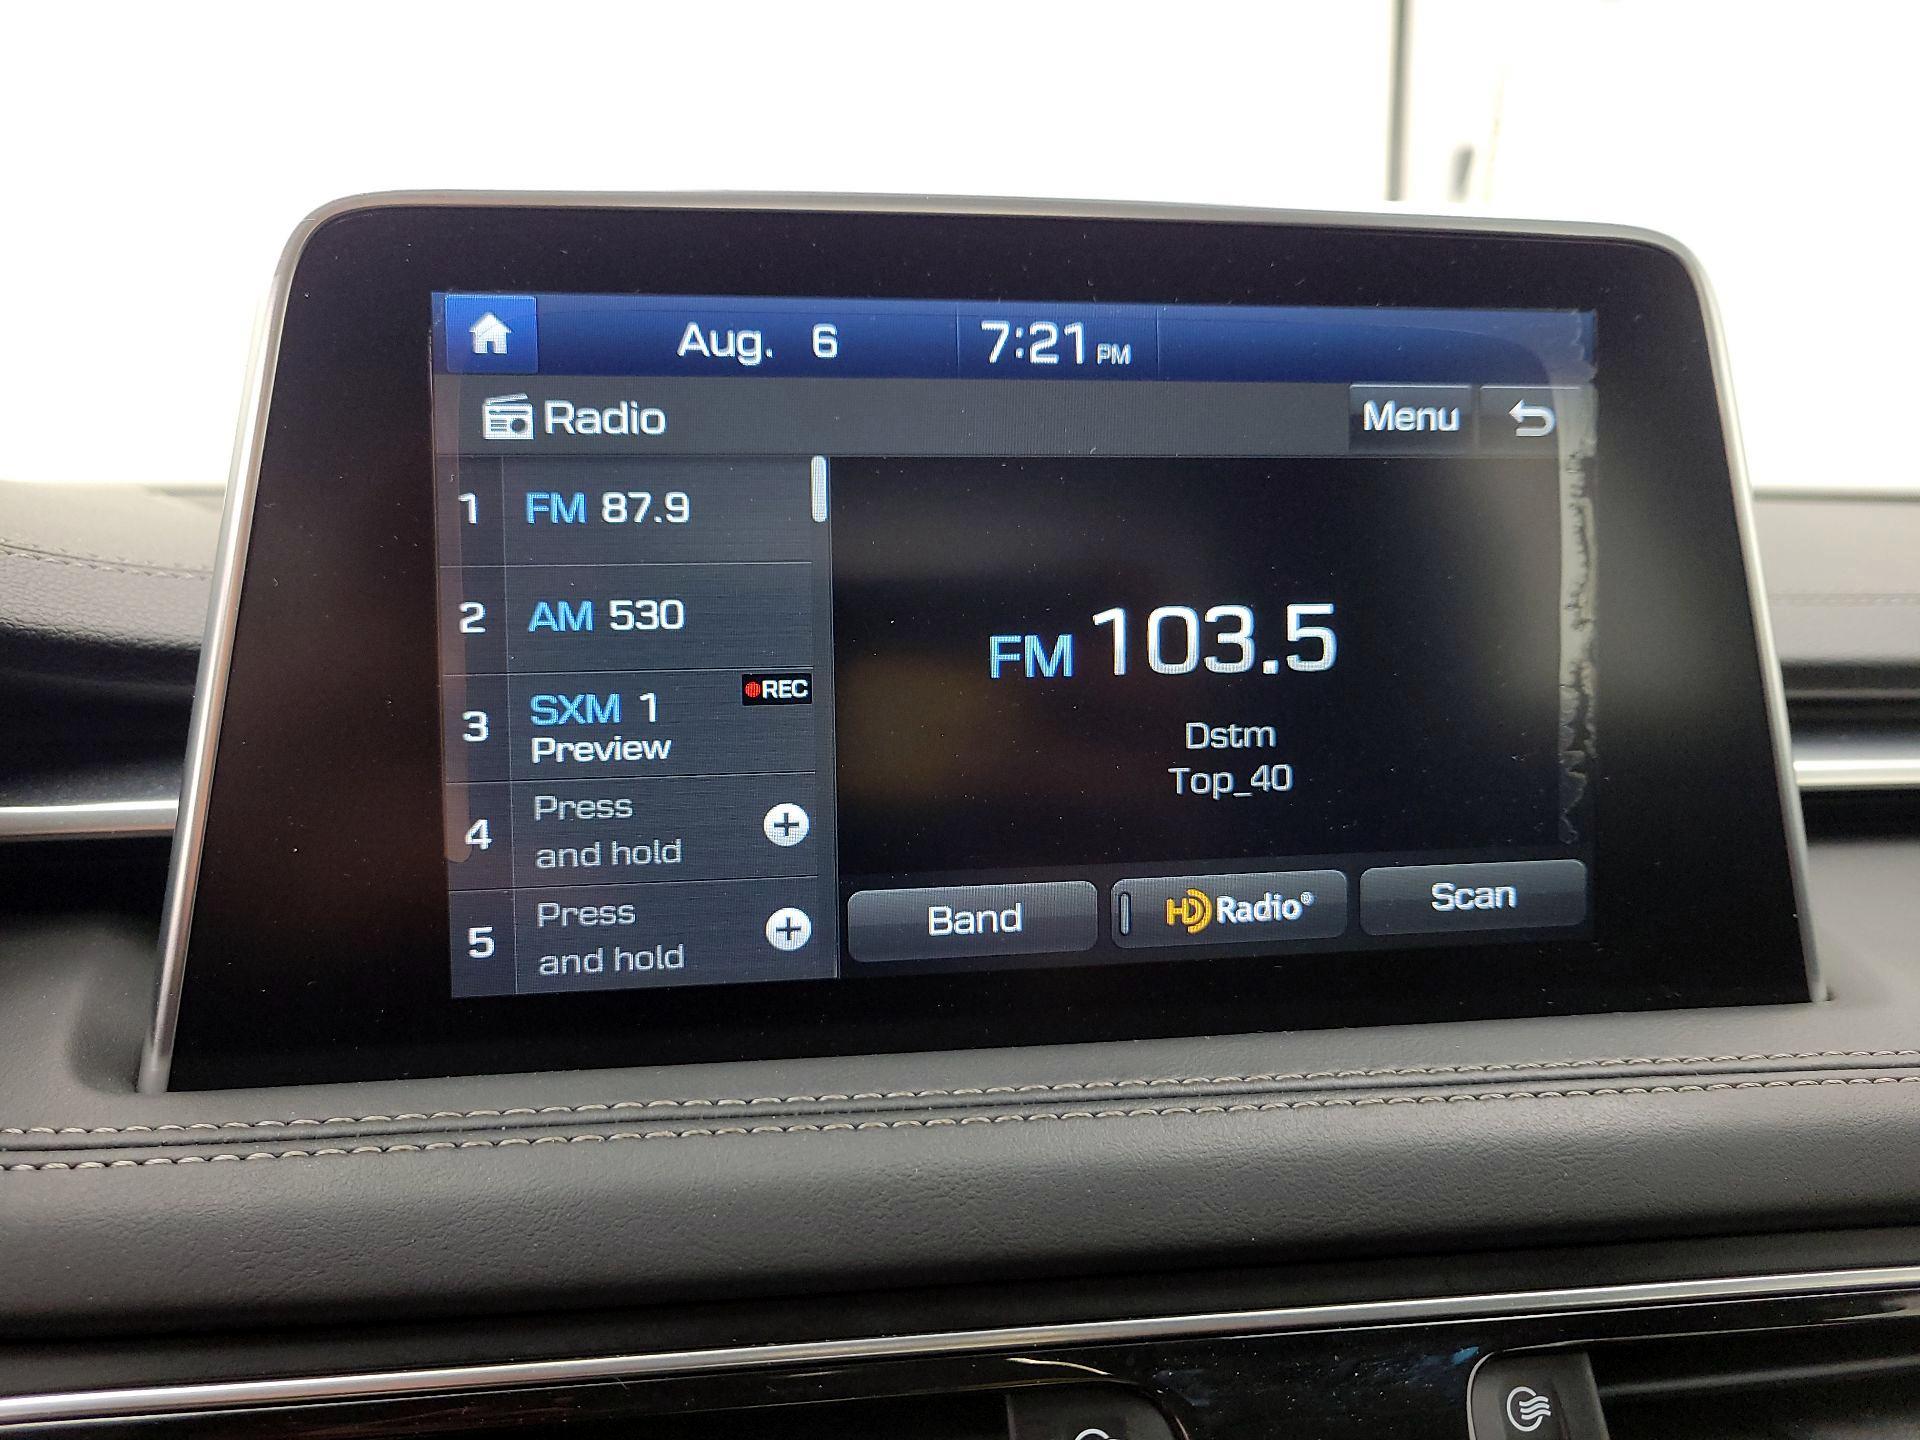 Aug. 6 7:21 PM
Radio
Menu
1 FM 87.9
2 AM 530
3 SXM 1
REC
Preview
4 Press
and hold
5 Press
and hold
FM 103.5
Dstm
Top_40
Band
HD Radio®
Scan